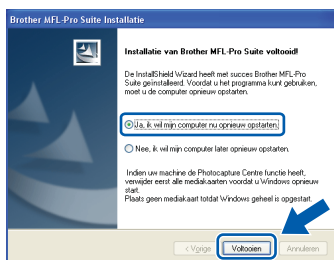 Brother MFL-Pro Suite Installatie
Installatie van Brother MFL-Pro Suite voltooid!
De InstallShield Wizard heeft met succes Brother MFL-Pro
Suite geïnstalleerd. Voordat u het programma kunt gebruiken,
moet u de computer opnieuw opstarten.
Ja, ik wil mijn computer nu opnieuw opstarten.
Nee, ik wil mijn computer later opnieuw opstarten.
Indien uw machine de Photocapture Centre functie heeft,
verwijder eerst alle mediakaarten voordat u Windows opnieuw
start.
Plaats geen mediakaart totdat Windows geheel is opgestart.
< Vorige Voltooien Annuleren